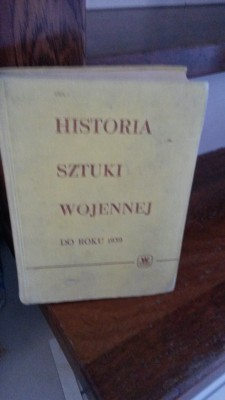 HISTORIA
SZTUKI
WOJENNEJ
DO ROKU 1939
W